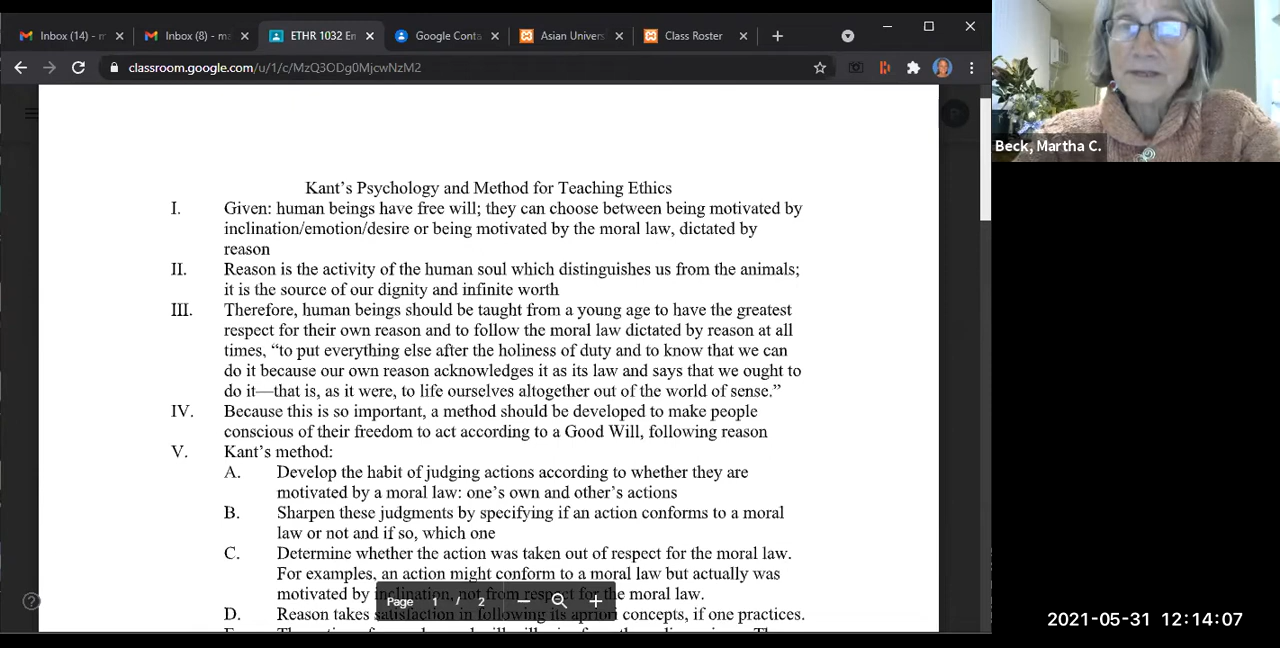 Inbox (14) - m
Inbox (8) - ma
ETHR 1032 En
Google Conta
Asian Univers
Class Roster
classroom.google.com/u/1/c/MzQ3ODg0MjcwNzM2
Beck, Martha C.
Kant's Psychology and Method for Teaching Ethics
I. Given: human beings have free will; they can choose between being motivated by
inclination/emotion/desire or being motivated by the moral law, dictated by
reason
II. Reason is the activity of the human soul which distinguishes us from the animals;
it is the source of our dignity and infinite worth
III. Therefore, human beings should be taught from a young age to have the greatest
respect for their own reason and to follow the moral law dictated by reason at all
times, “to put everything else after the holiness of duty and to know that we can
do it because our own reason acknowledges it as its law and says that we ought to
do it—that is, as it were, to life ourselves altogether out of the world of sense.”
IV. Because this is so important, a method should be developed to make people
conscious of their freedom to act according to a Good Will, following reason
V. Kant's method:
A. Develop the habit of judging actions according to whether they are
motivated by a moral law: one's own and other's actions
B. Sharpen these judgments by specifying if an action conforms to a moral
law or not and if so, which one
C. Determine whether the action was taken out of respect for the moral law.
For examples, an action might conform to a moral law but actually was
motivated by inclination, not from respect for the moral law.
Page 1 / 2
D. Reason takes satisfaction in following its apriori concepts, if one practices.
2021-05-31 12:14:07